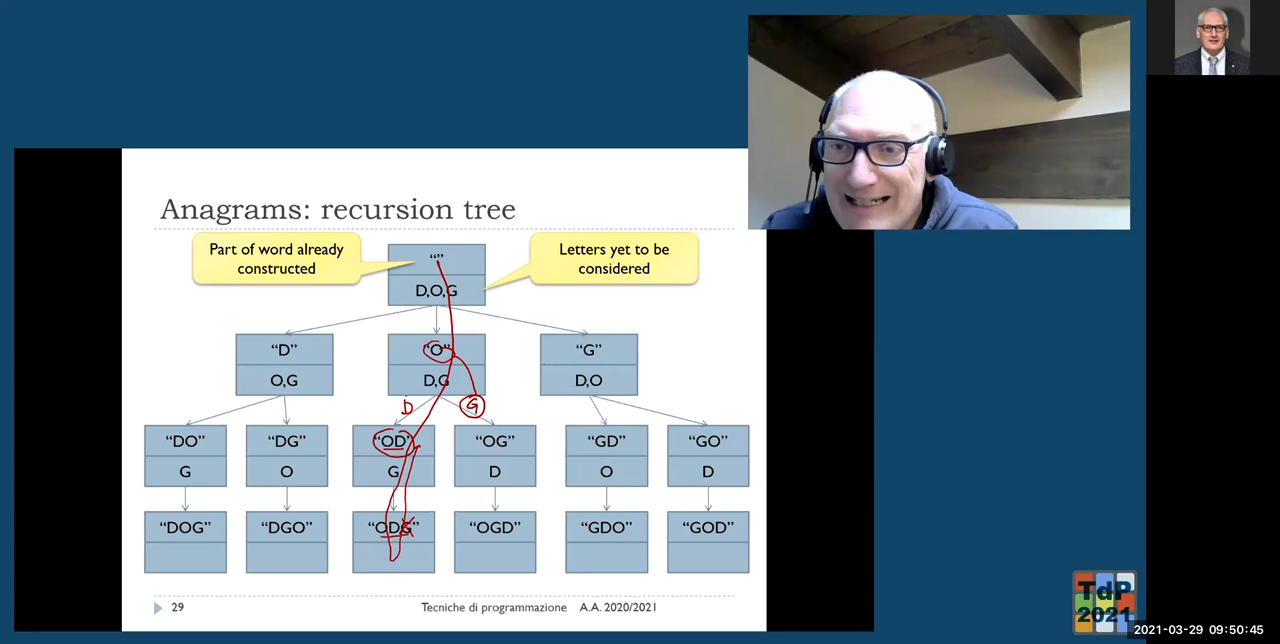 Anagrams: recursion tree
Part of word already
constructed
“”
D,O,G
Letters yet to be
considered
“D”
O,G
“O”
D,G
“G”
D,O
D
G
“DO”
G
“DG”
O
“OD”
G
“OG”
D
“GD”
O
“GO”
D
“DOG”
“DGO”
“ODG”
“OGD”
“GDO”
“GOD”
29
Tecniche di programmazione A.A. 2020/2021
TdP
2021
2021-03-29 09:50:45